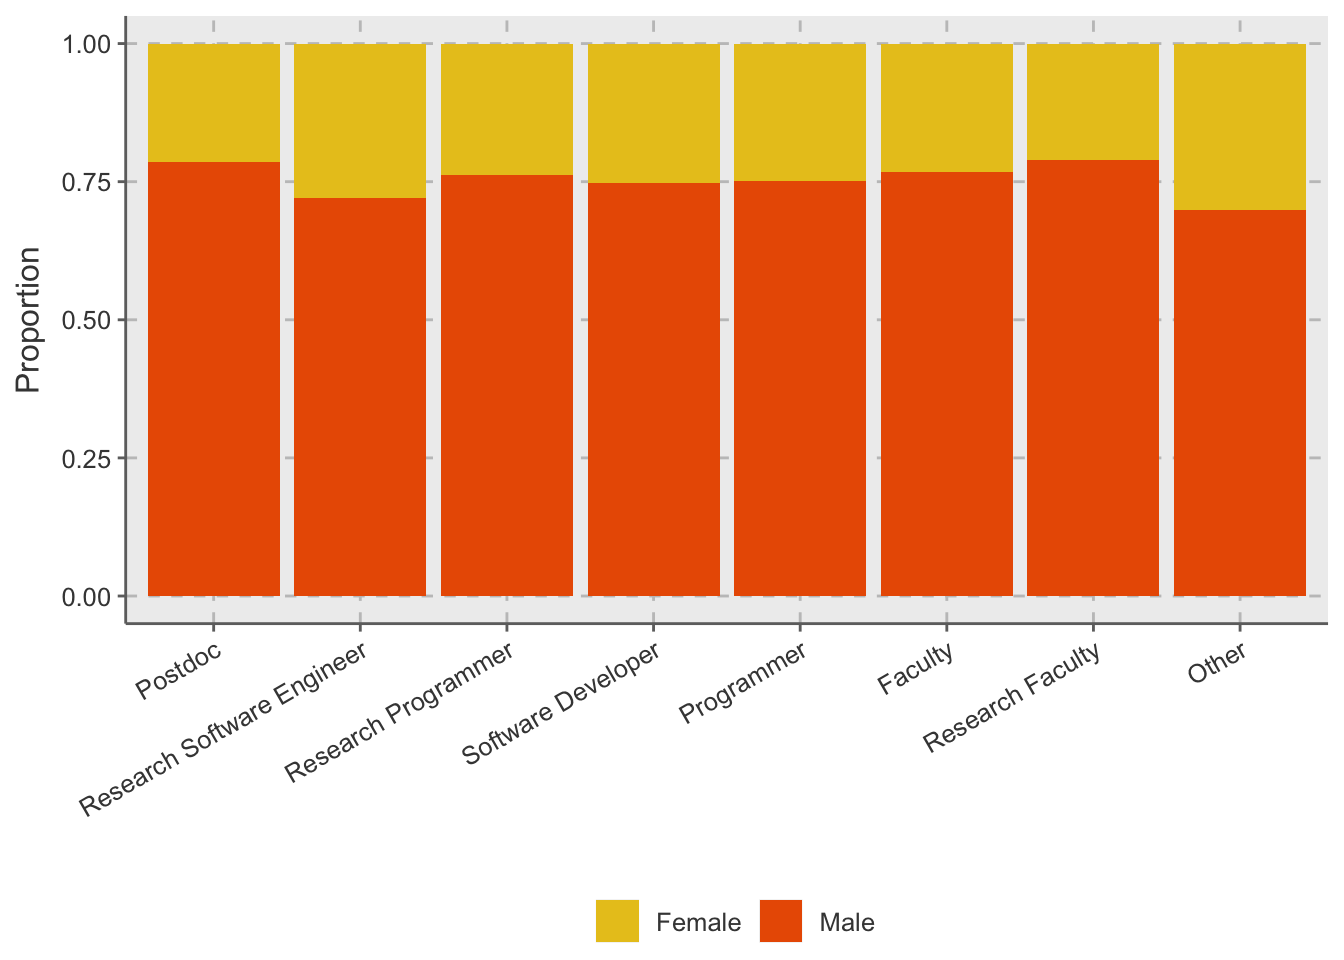 Proportion
1.00
0.75
0.50
0.25
0.00
Postdoc
Research Software Engineer
Research Programmer
Software Developer
Programmer
Faculty
Research Faculty
Other
Female
Male